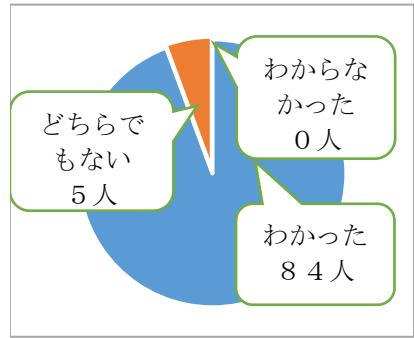 わからな
かった
０人
どちらで
もない
５人
わかった
８４人